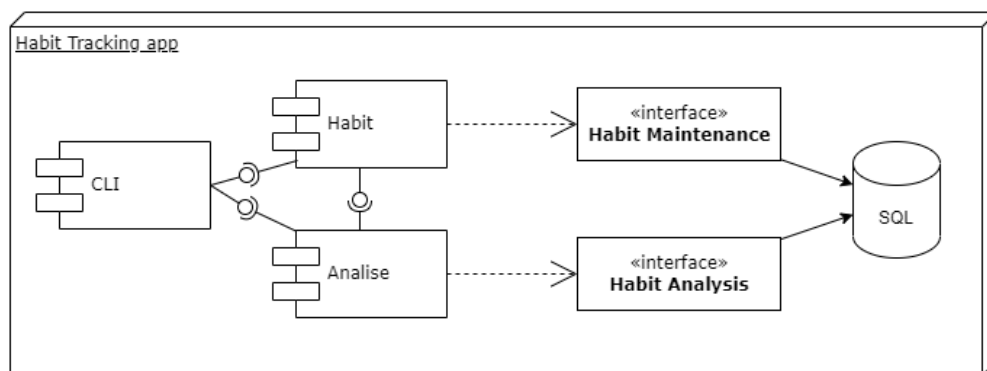 Habit Tracking app
Habit
«interface»
Habit Maintenance
CLI
SQL
Analise
«interface»
Habit Analysis